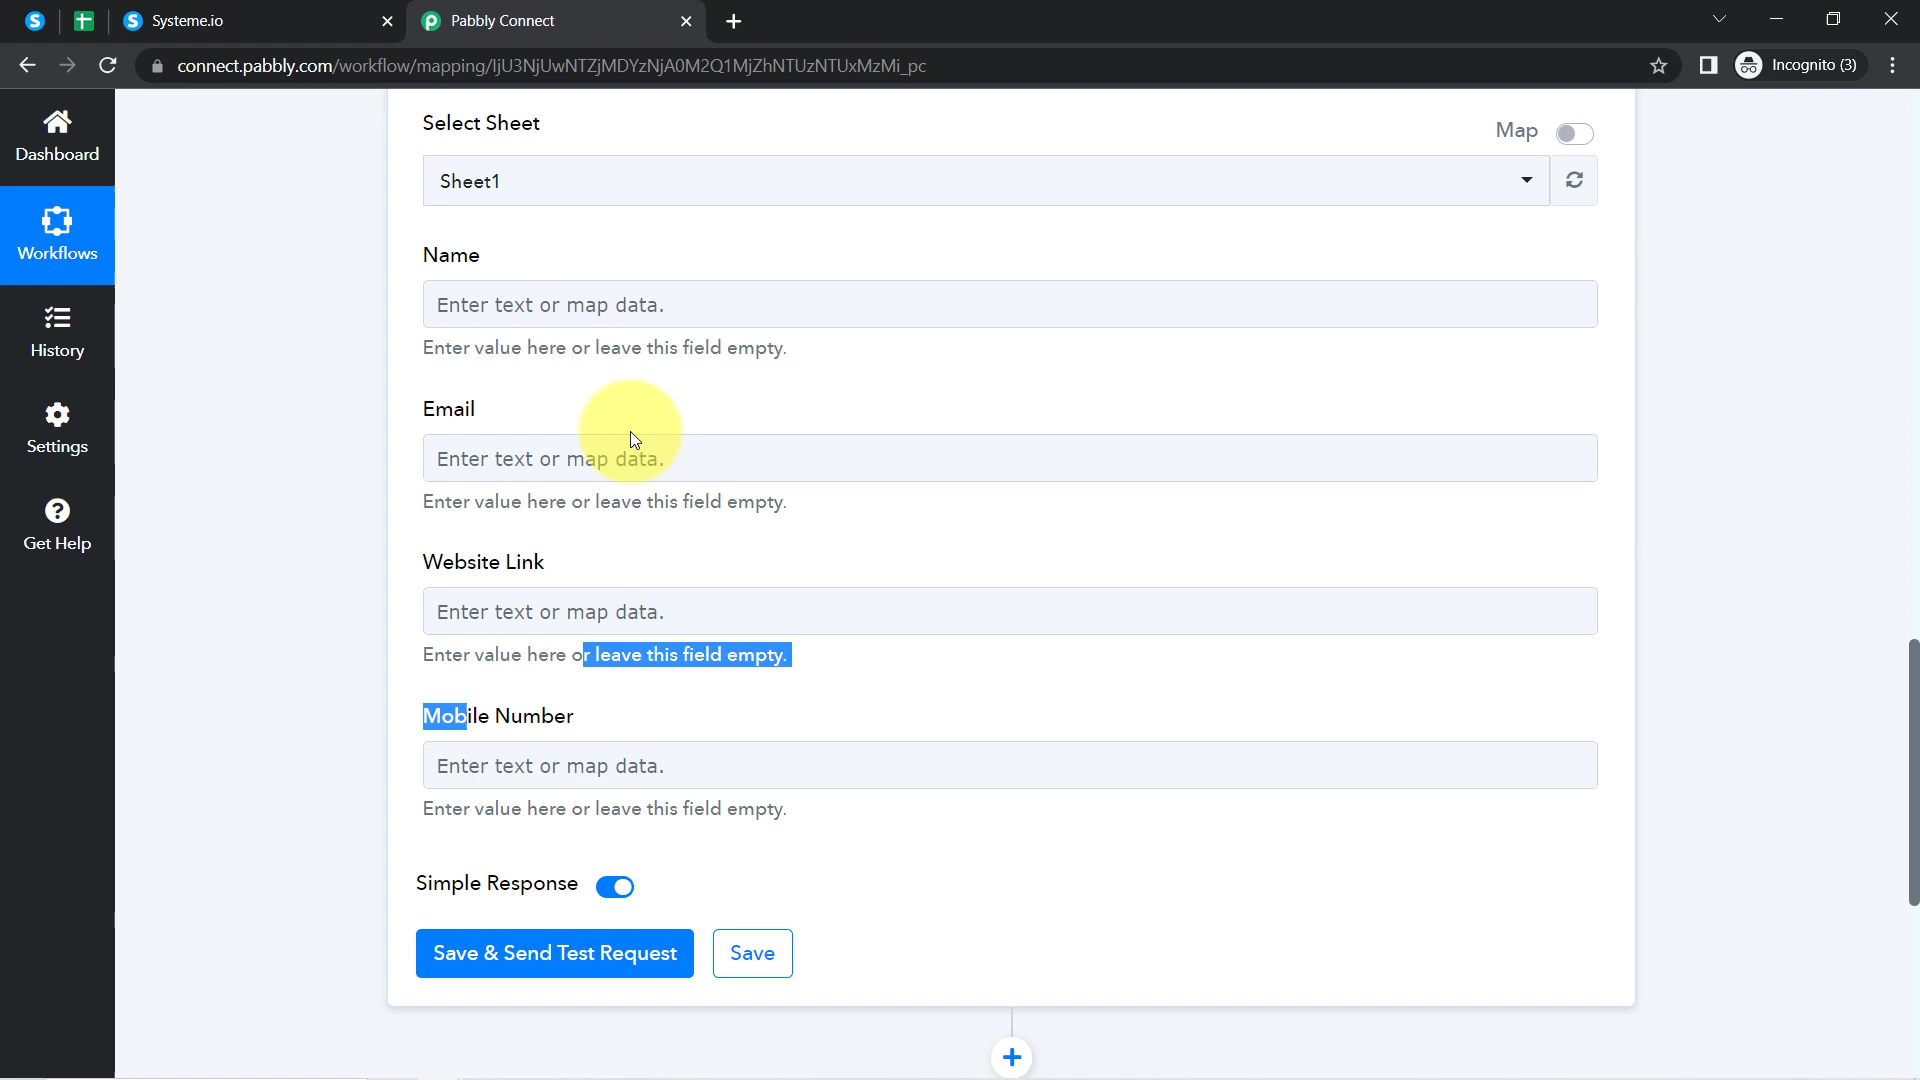 Systeme.io
Pabbly Connect
connect.pabbly.com/workflow/mapping/IjU3NjUwNTZjMDYzNjA0M2Q1MjZhNTUzNTUxMzMi_pc
Incognito (3)
Dashboard
Workflows
History
Settings
Get Help
Select Sheet
Map
Sheet1
Name
Enter text or map data.
Enter value here or leave this field empty.
Email
Enter text or map data.
Enter value here or leave this field empty.
Website Link
Enter text or map data.
Enter value here or leave this field empty.
Mobile Number
Enter text or map data.
Enter value here or leave this field empty.
Simple Response
Save & Send Test Request
Save